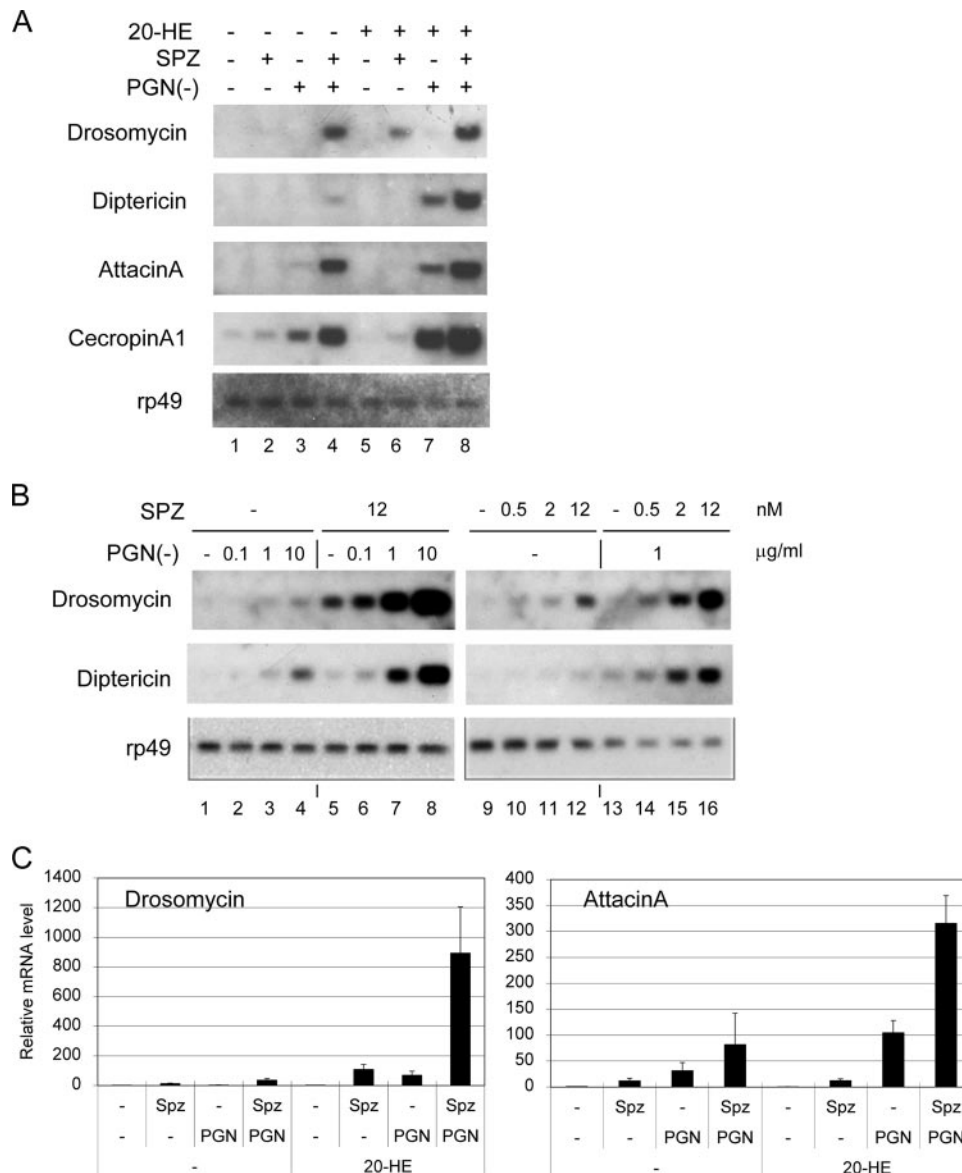 A
20-HE - - - - + + + +
SPZ - + - + - + - +
PGN(-) - - + + - - + +
Drosomycin
Diptericin
AttacinA
CecropinA1
rp49
1 2 3 4 5 6 7 8
B
SPZ - 12 - 0.5 2 12 - 0.5 2 12 nM
PGN(-) - 0.1 1 10 - 0.1 1 10 - 1 µg/ml
Drosomycin
Diptericin
rp49
1 2 3 4 5 6 7 8 9 10 11 12 13 14 15 16
C
Relative mRNA level
1400
1200
1000
800
600
400
200
0
Drosomycin
- Spz - Spz - Spz - Spz
- - PGN PGN - - PGN PGN
- 20-HE
400
350
300
250
200
150
100
50
0
AttacinA
- Spz - Spz - Spz - Spz
- - PGN PGN - - PGN PGN
- 20-HE